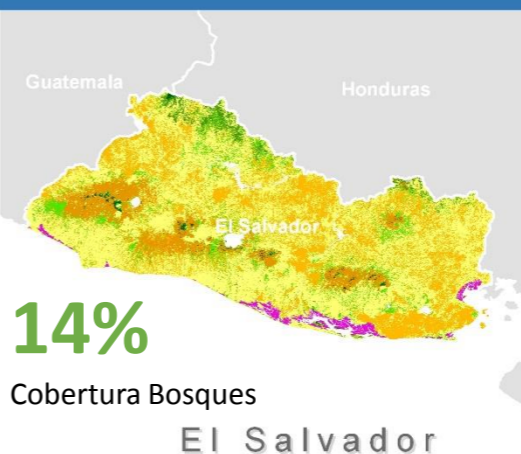 Guatemala
Honduras
El Salvador
14%
Cobertura Bosques
El Salvador